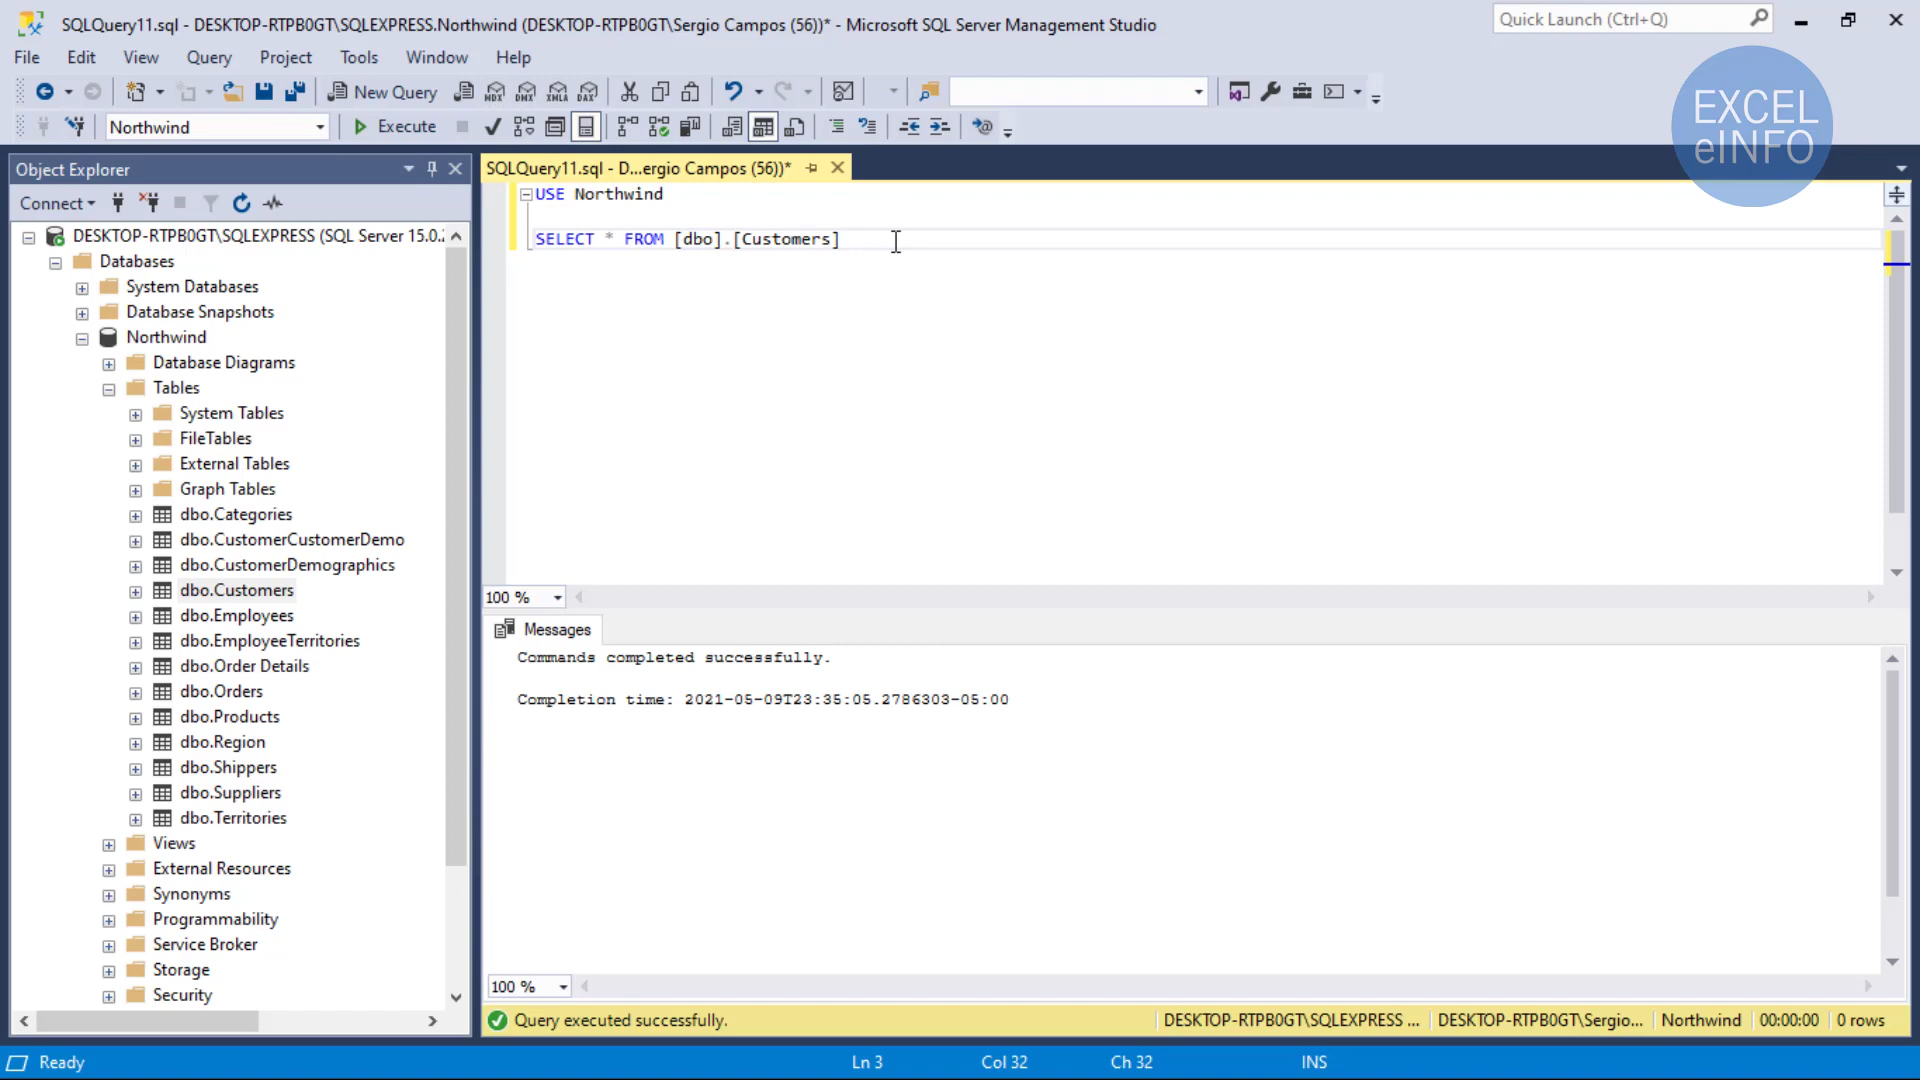 SQLQuery11.sql - DESKTOP-RTPB0GT\SQLEXPRESS.Northwind (DESKTOP-RTPB0GT\Sergio Campos (56))* - Microsoft SQL Server Management Studio
Quick Launch (Ctrl+Q)
File Edit View Query Project Tools Window Help
New Query
MDX DMX XMLA DAX
Northwind
Execute
EXCEL
eINFO
Object Explorer
SQLQuery11.sql - D...ergio Campos (56))*
Connect
USE Northwind
SELECT * FROM [dbo].[Customers]
DESKTOP-RTPB0GT\SQLEXPRESS (SQL Server 15.0.
Databases
System Databases
Database Snapshots
Northwind
Database Diagrams
Tables
System Tables
FileTables
External Tables
Graph Tables
dbo.Categories
dbo.CustomerCustomerDemo
dbo.CustomerDemographics
dbo.Customers
dbo.Employees
dbo.EmployeeTerritories
dbo.Order Details
dbo.Orders
dbo.Products
dbo.Region
dbo.Shippers
dbo.Suppliers
dbo.Territories
Views
External Resources
Synonyms
Programmability
Service Broker
Storage
Security
100 %
Messages
Commands completed successfully.
Completion time: 2021-05-09T23:35:05.2786303-05:00
100 %
Query executed successfully.
DESKTOP-RTPB0GT\SQLEXPRESS ...
DESKTOP-RTPB0GT\Sergio...
Northwind
00:00:00
0 rows
Ready
Ln 3
Col 32
Ch 32
INS